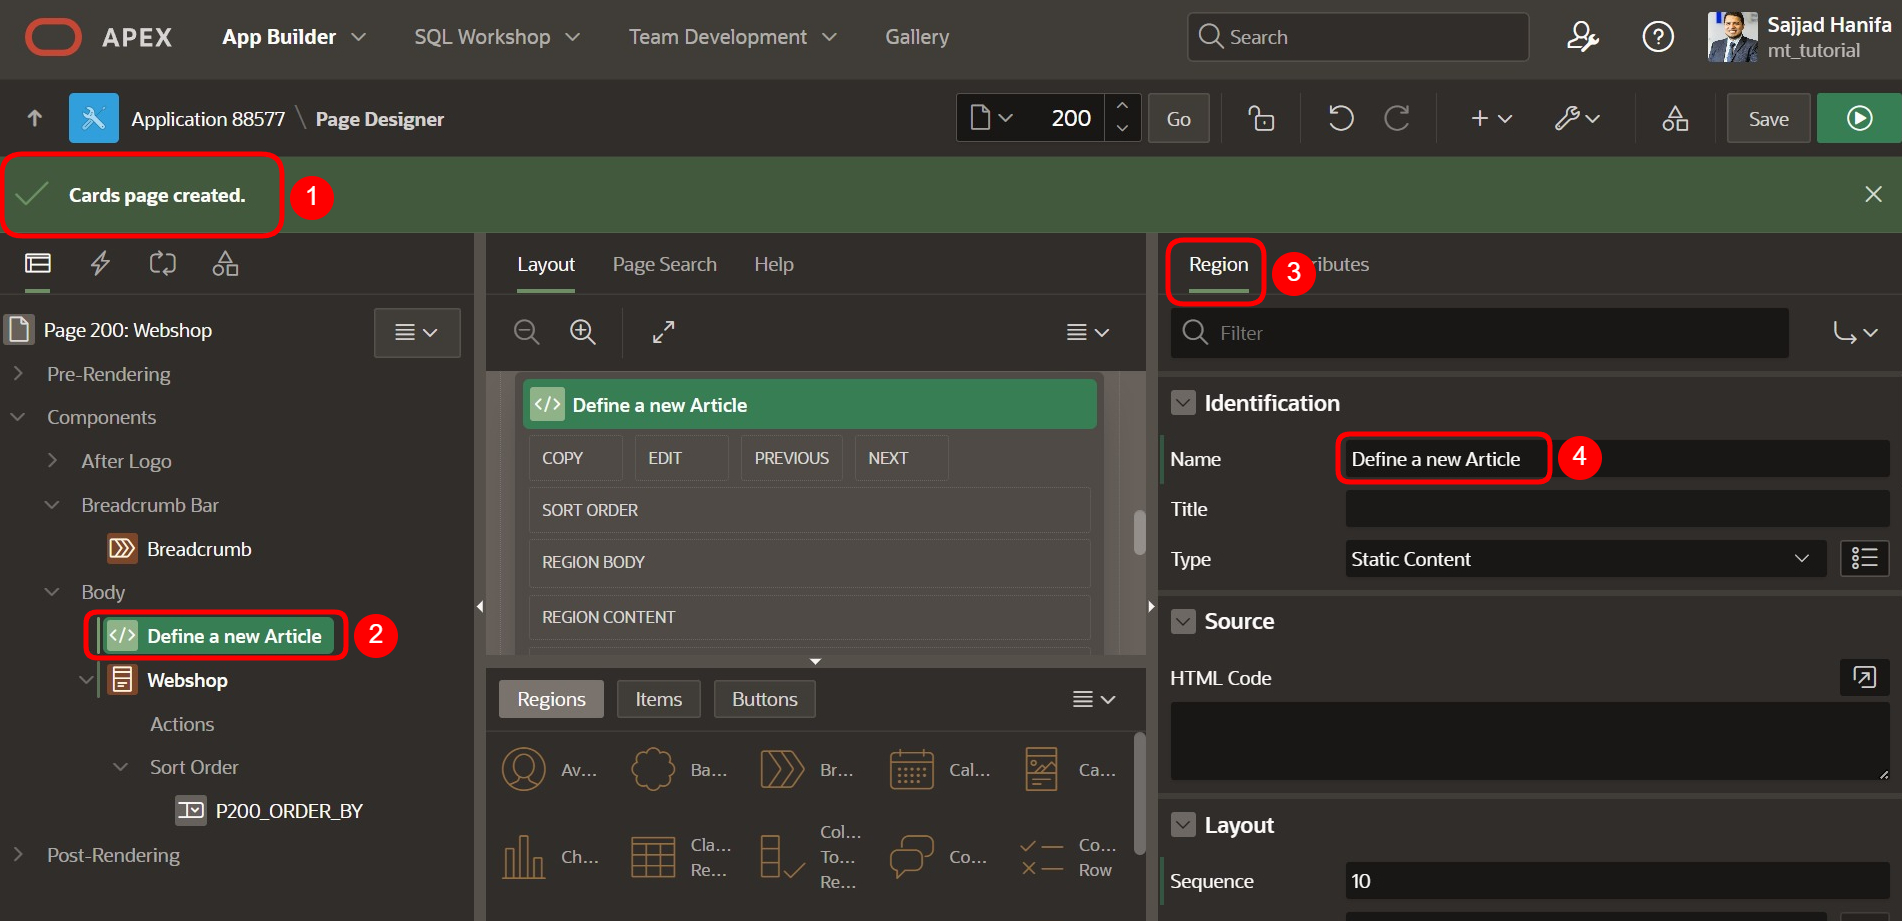 APEX
App Builder
SQL Workshop
Team Development
Gallery
Search
Sajjad Hanifa
mt_tutorial
Application 88577 \ Page Designer
200
Go
Save
Cards page created.
1
Page 200: Webshop
Pre-Rendering
Components
After Logo
Breadcrumb Bar
Breadcrumb
Body
Define a new Article
2
Webshop
Actions
Sort Order
P200_ORDER_BY
Post-Rendering
Layout
Page Search
Help
Define a new Article
COPY
EDIT
PREVIOUS
NEXT
SORT ORDER
REGION BODY
REGION CONTENT
Regions
Items
Buttons
Av...
Ba...
Br...
Cal...
Ca...
Ch...
Cla...
Re...
Col...
To...
Re...
Co...
Co...
Row
Region
3
ributes
Filter
Identification
Name
Define a new Article
4
Title
Type
Static Content
Source
HTML Code
Layout
Sequence
10